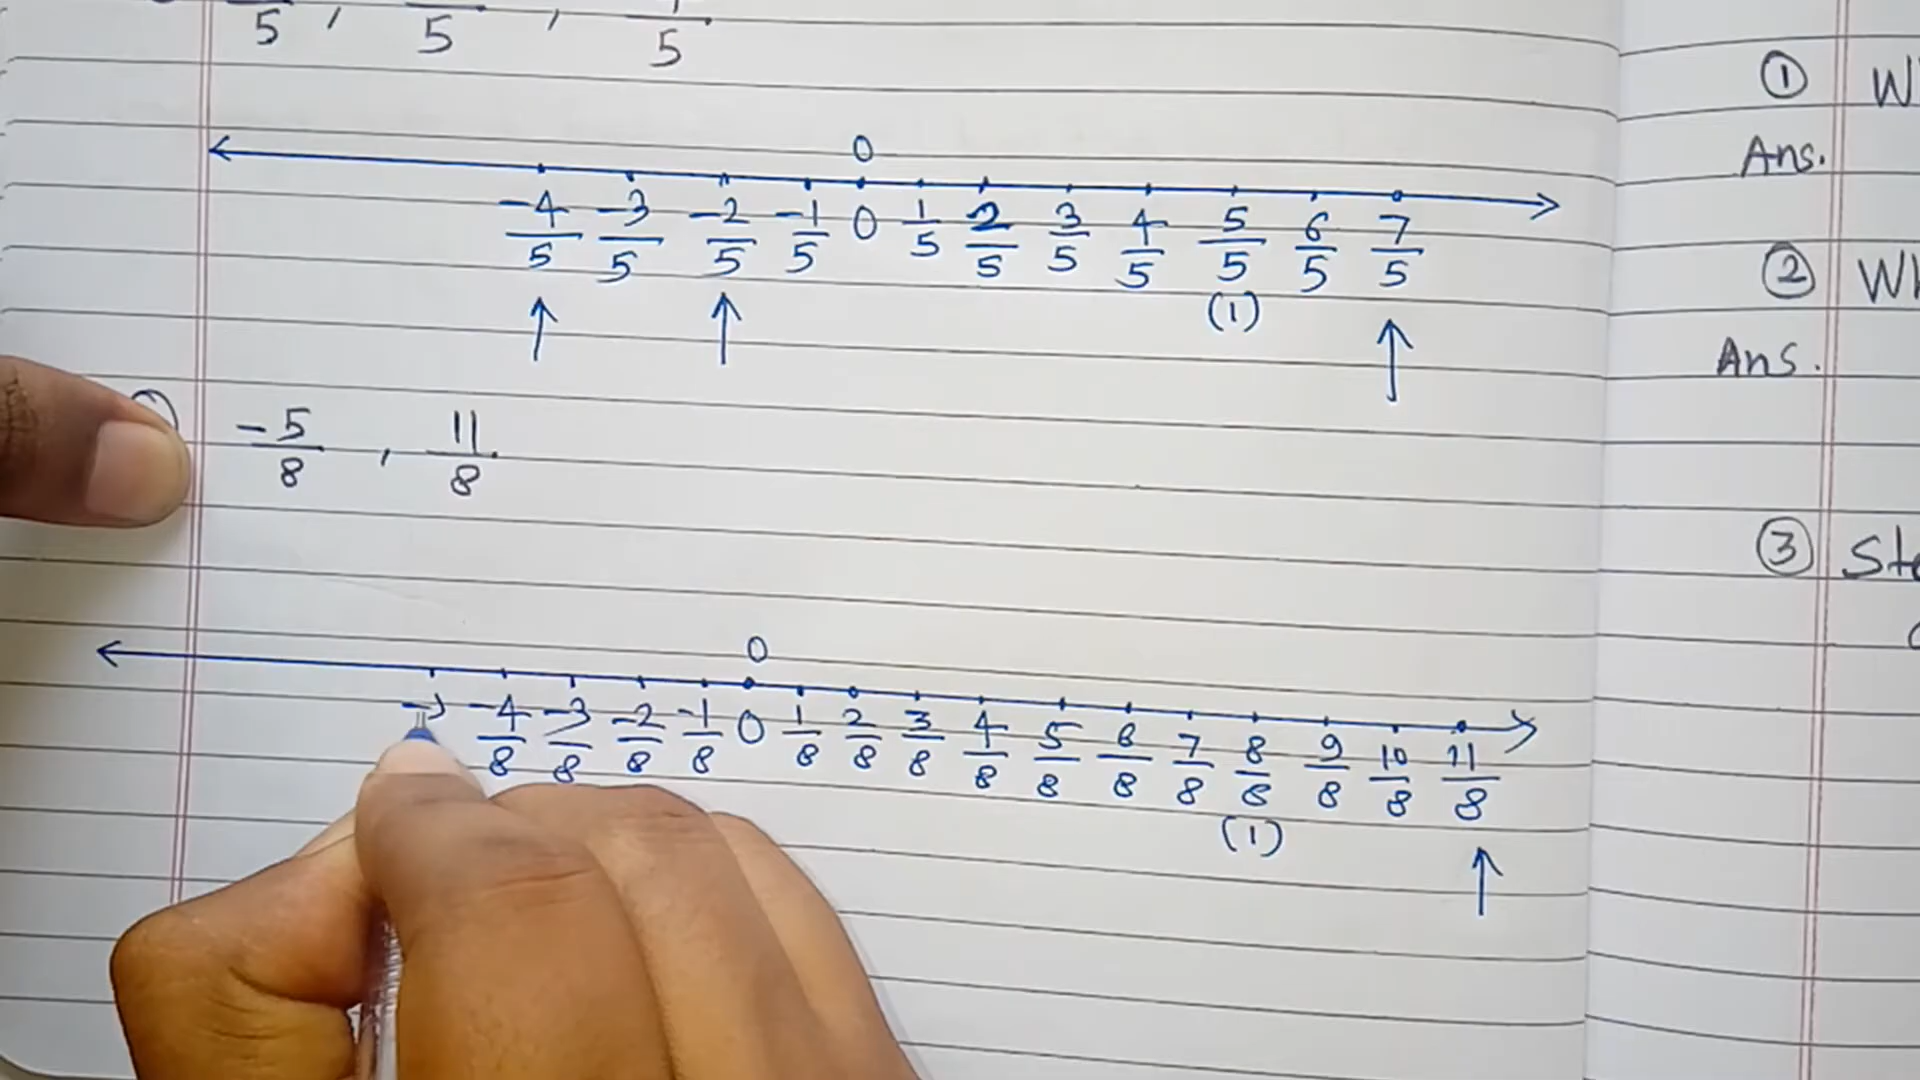 5 , 5 , 5
0
-4/5 -3/5 -2/5 -1/5 0 1/5 2/5 3/5 4/5 5/5 6/5 7/5
(1)
-5/8 , 11/8
0
-4/8 -3/8 -2/8 -1/8 0 1/8 2/8 3/8 4/8 5/8 6/8 7/8 8/8 9/8 10/8 11/8
(1)
1
Ans.
2
Ans.
3